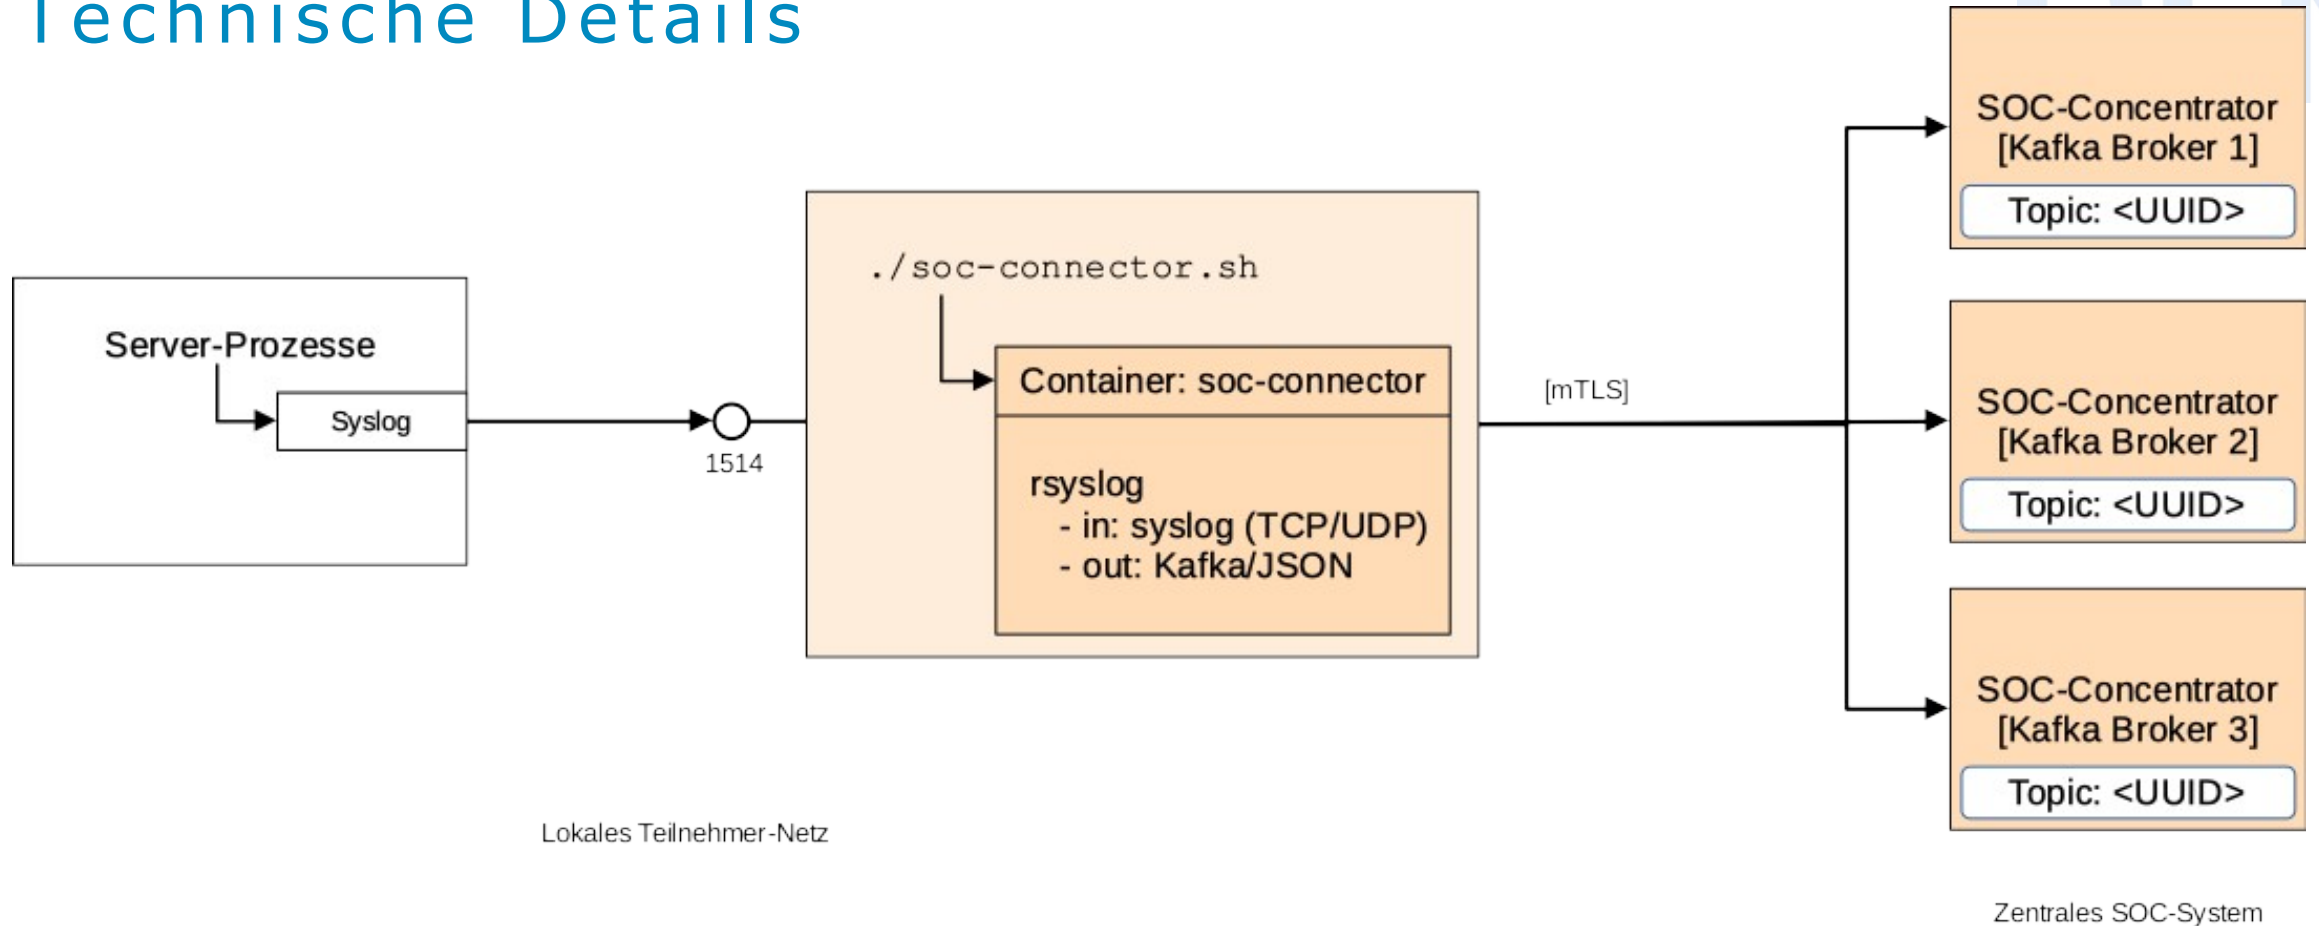 Technische Details
Server-Prozesse
Syslog
1514
./soc-connector.sh
Container: soc-connector
rsyslog
- in: syslog (TCP/UDP)
- out: Kafka/JSON
[mTLS]
SOC-Concentrator
[Kafka Broker 1]
Topic: <UUID>
SOC-Concentrator
[Kafka Broker 2]
Topic: <UUID>
SOC-Concentrator
[Kafka Broker 3]
Topic: <UUID>
Lokales Teilnehmer-Netz
Zentrales SOC-System